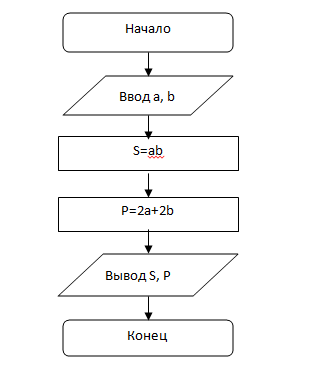 Начало
Ввод a, b
S=ab
P=2a+2b
Вывод S, P
Конец